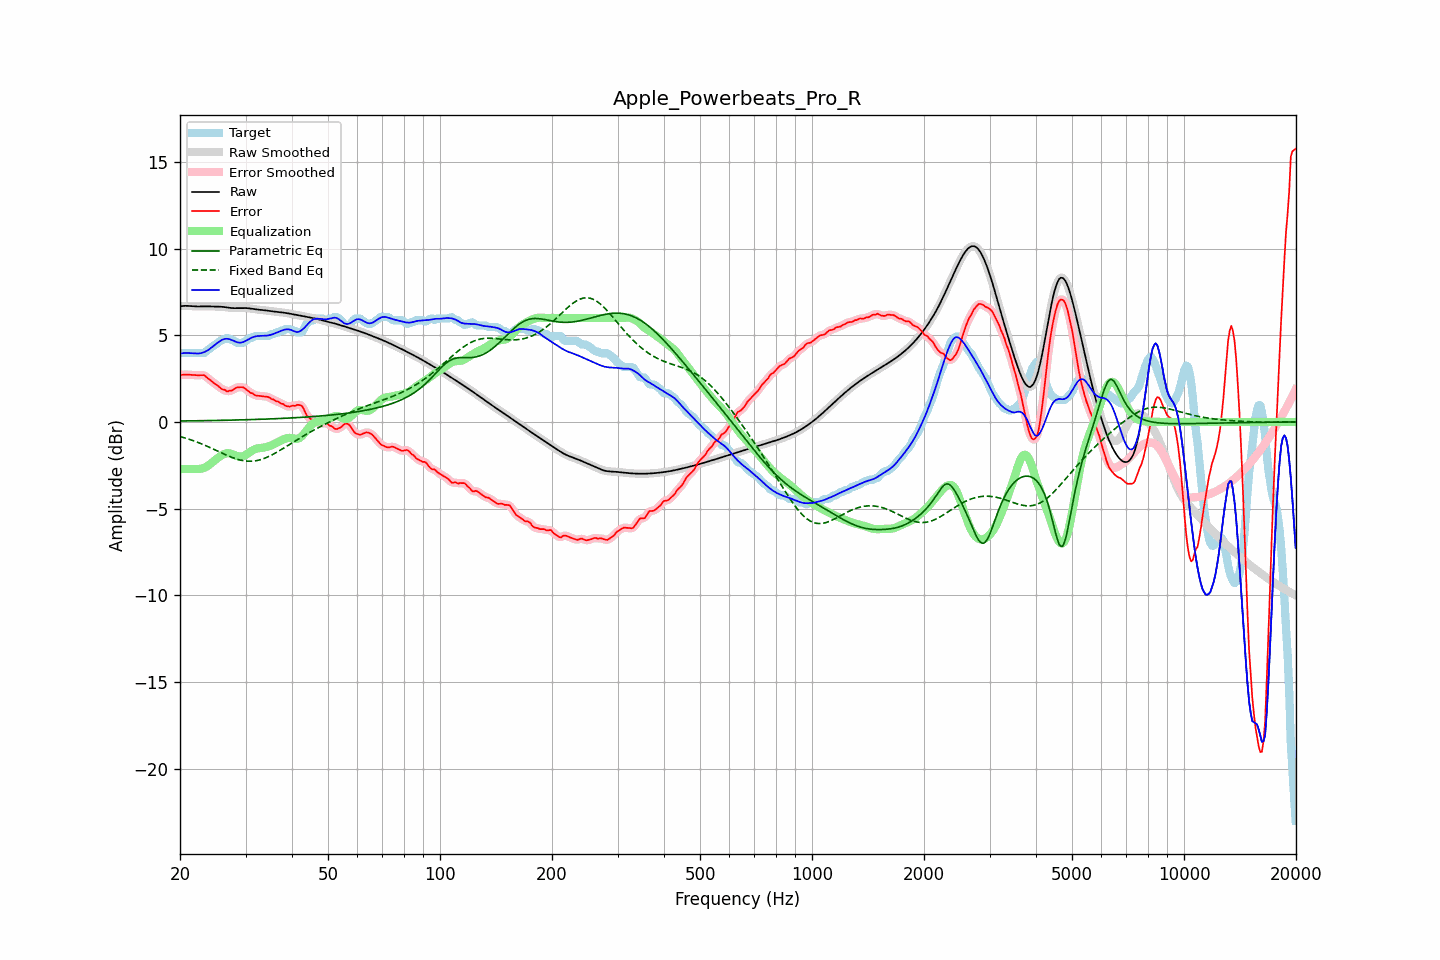 Apple_Powerbeats_Pro_R
Target
Raw Smoothed
Error Smoothed
Raw
Error
Equalization
Parametric Eq
Fixed Band Eq
Equalized
15
10
5
0
−5
−10
−15
−20
Amplitude (dBr)
20 50 100 200 500 1000 2000 5000 10000 20000
Frequency (Hz)